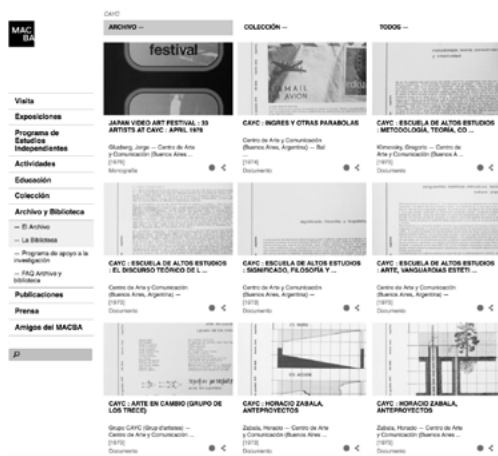 CAYC
MAC
BA
ARCHIVO —
COLECCIÓN —
TODOS —
Visita
Exposiciones
Programa de
Estudios
Independientes
Actividades
Educación
Colección
Archivo y Biblioteca
— El Archivo
— La Biblioteca
— Programa de apoyo a la
investigación
— FAQ Archivo y
biblioteca
Publicaciones
Prensa
Amigos del MACBA
festival
JAPAN VIDEO ART FESTIVAL : 33
ARTISTS AT CAYC : APRIL 1978
Glusberg, Jorge — Centro de Arte
y Comunicación (Buenos Aires ...
[1978]
Monografía
AIRMAIL
AVION
CAYC : INGRES Y OTRAS PARABOLAS
Centro de Arte y Comunicación
(Buenos Aires, Argentina) — Bal
...
[1974]
Documento
CAYC : ESCUELA DE ALTOS ESTUDIOS
: METODOLOGÍA, TEORÍA, CO ...
Klimovsky, Gregorio — Centro de
Arte y Comunicación (Buenos A ...
[1973]
Documento
CAYC : ESCUELA DE ALTOS ESTUDIOS
: EL DISCURSO TEÓRICO DE L ...
Centro de Arte y Comunicación
(Buenos Aires, Argentina) —
[1973]
Documento
CAYC : ESCUELA DE ALTOS ESTUDIOS
: SIGNIFICADO, FILOSOFÍA Y ...
Centro de Arte y Comunicación
(Buenos Aires, Argentina) —
[1973]
Documento
CAYC : ESCUELA DE ALTOS ESTUDIOS
: ARTE, VANGUARDIAS ESTETI ...
Centro de Arte y Comunicación
(Buenos Aires, Argentina) —
[1973]
Documento
CAYC : ARTE EN CAMBIO (GRUPO DE
LOS TRECE)
Grupo CAYC (Grup d'artistes) —
Centro de Arte y Comunicación ...
[1973]
Documento
CAYC : HORACIO ZABALA,
ANTEPROYECTOS
Zabala, Horacio — Centro de Arte
y Comunicación (Buenos Aires ...
[1973]
Documento
CAYC : HORACIO ZABALA,
ANTEPROYECTOS
Zabala, Horacio — Centro de Arte
y Comunicación (Buenos Aires ...
[1973]
Documento